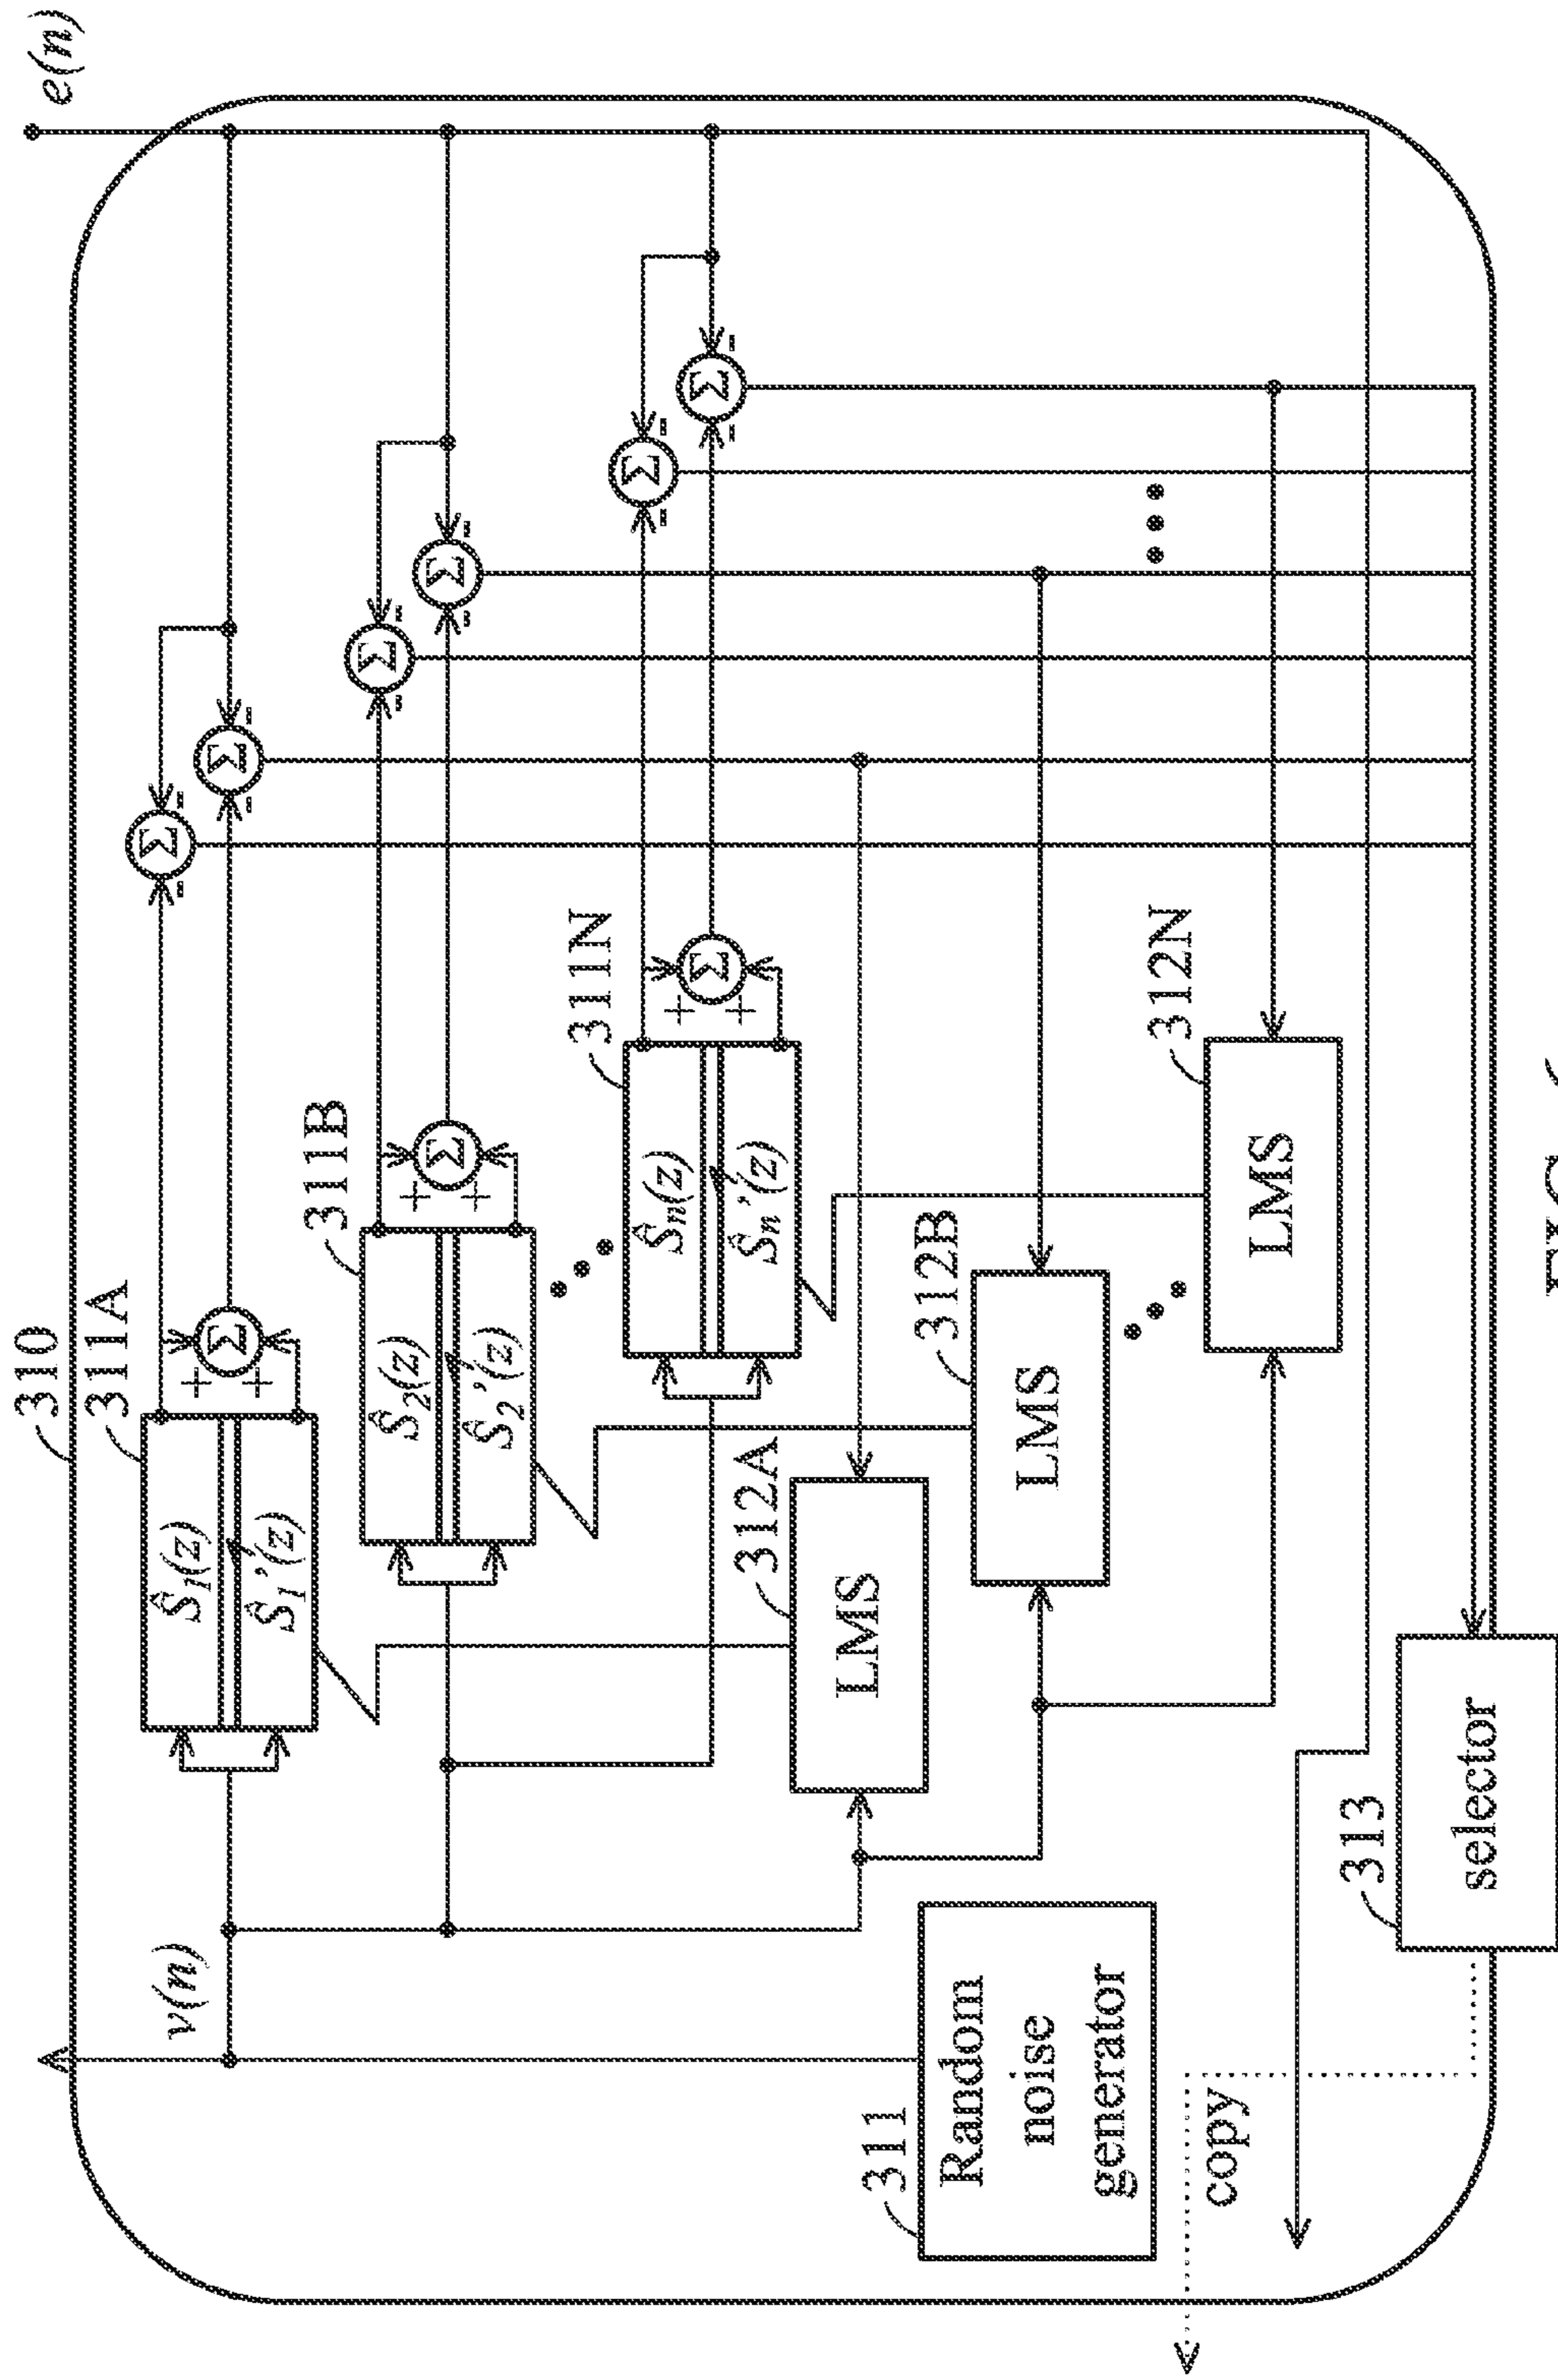 e(n)
310
311A
Ŝ1(z)
Ŝ1'(z)
+
+
Σ
Σ
Σ
-
-
-
-
311B
Ŝ2(z)
Ŝ2'(z)
+
+
Σ
Σ
Σ
-
-
-
-
311N
Ŝn(z)
Ŝn'(z)
+
+
Σ
Σ
Σ
-
-
-
-
v(n)
312A
LMS
312B
LMS
312N
LMS
311
Random
noise
generator
copy
313
selector